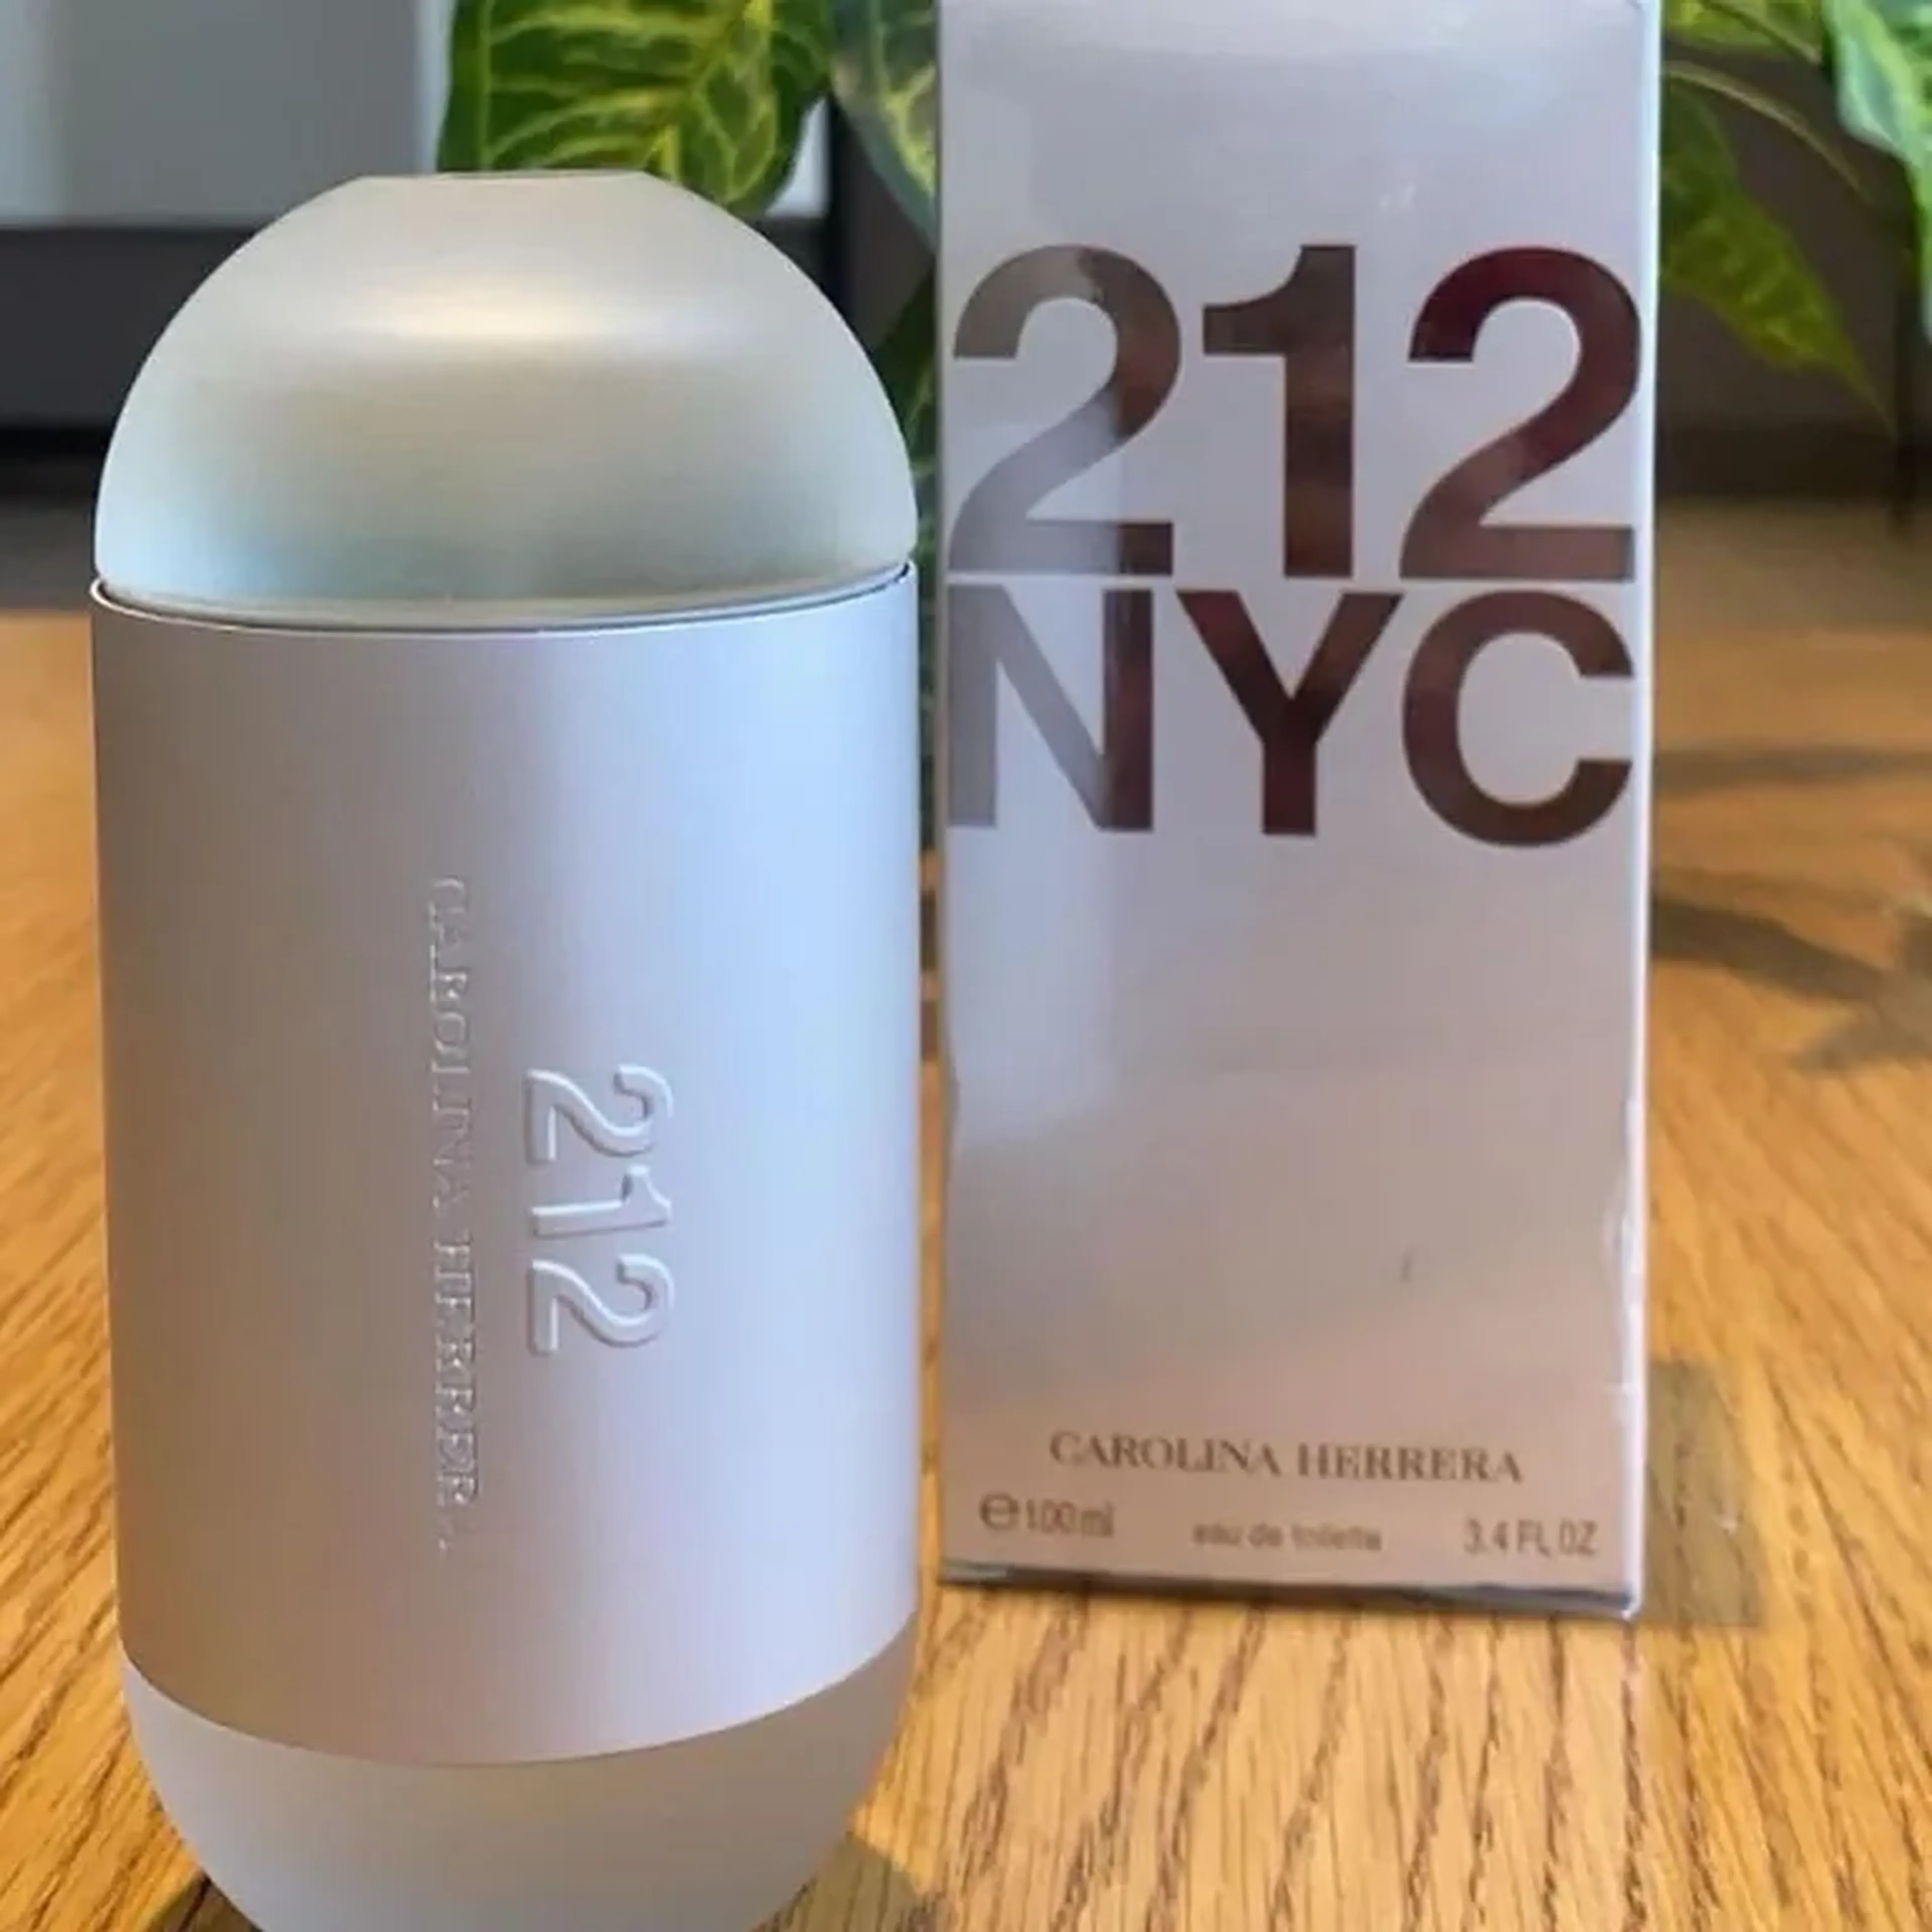 212
CAROLINA HERRERA
212
NYC
CAROLINA HERRERA
℮100ml
eau de toilette
3.4 FL OZ